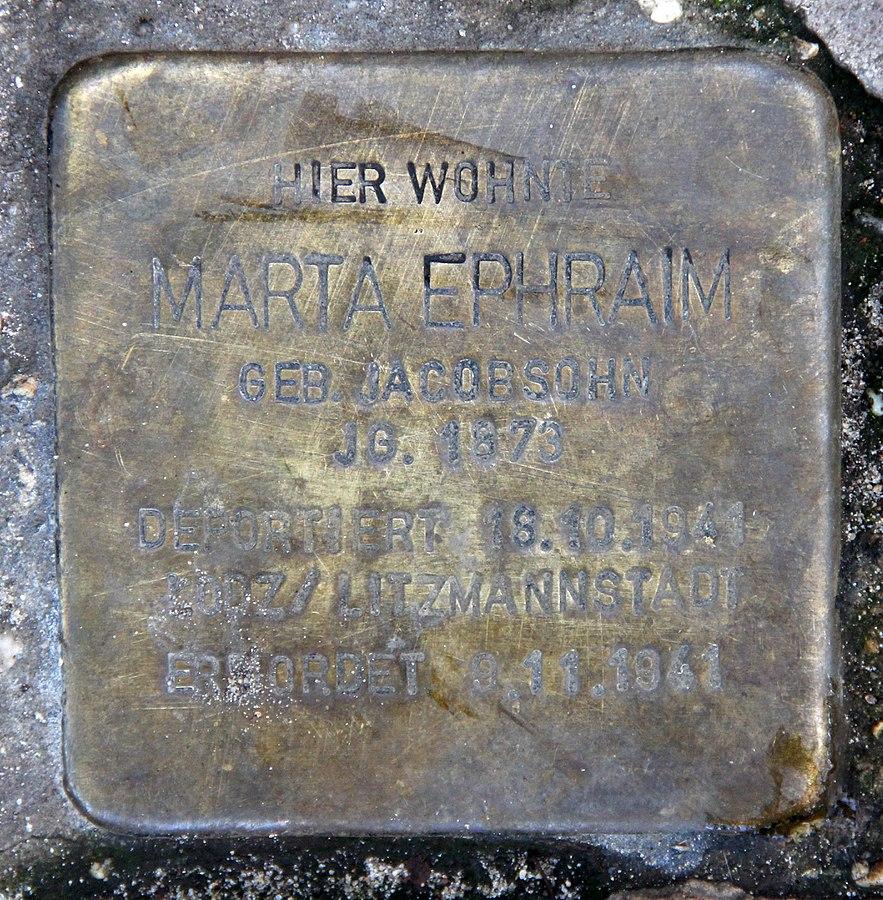 HIER WOHNTE
MARTA EPHRAIM
GEB. JACOBSOHN
JG. 1873
DEPORTIERT 18.10.1941
LODZ / LITZMANNSTADT
ERMORDET 9.11.1941